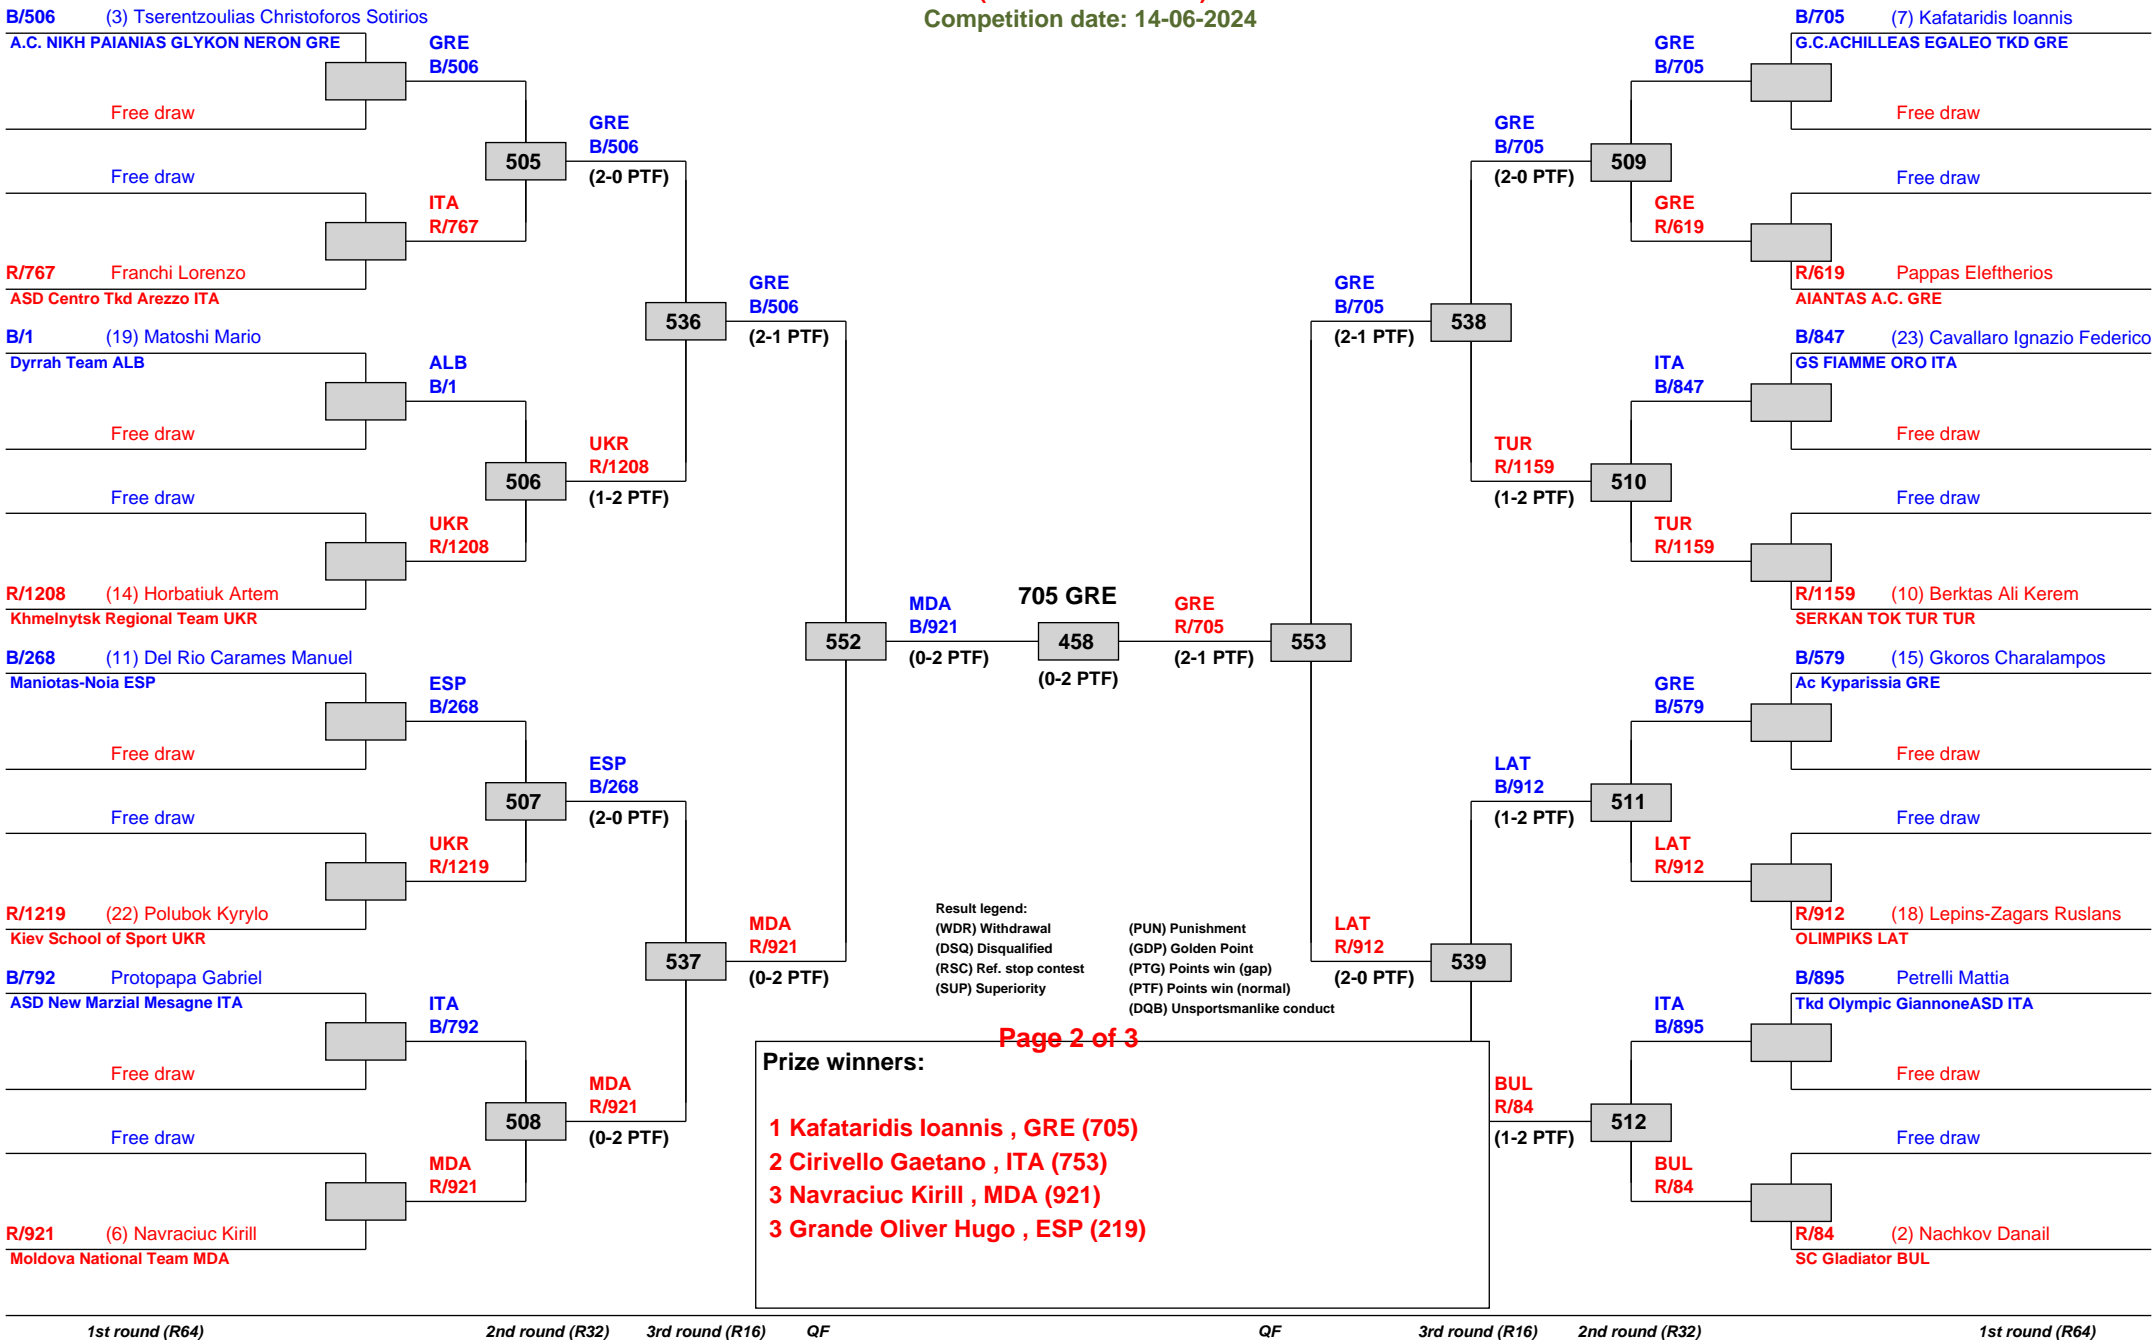 Competition date: 14-06-2024
B/506 (3) Tserentzoulias Christoforos Sotirios
A.C. NIKH PAIANIAS GLYKON NERON GRE
GRE
B/506
Free draw
GRE
B/506
505
(2-0 PTF)
Free draw
ITA
R/767
R/767 Franchi Lorenzo
ASD Centro Tkd Arezzo ITA
GRE
B/506
536
(2-1 PTF)
B/1 (19) Matoshi Mario
Dyrrah Team ALB
ALB
B/1
Free draw
UKR
R/1208
506
(1-2 PTF)
Free draw
UKR
R/1208
R/1208 (14) Horbatiuk Artem
Khmelnytsk Regional Team UKR
552
MDA
B/921
(0-2 PTF)
705 GRE
458
(0-2 PTF)
GRE
R/705
(2-1 PTF)
553
B/268 (11) Del Rio Carames Manuel
Maniotas-Noia ESP
ESP
B/268
Free draw
ESP
B/268
507
(2-0 PTF)
Free draw
UKR
R/1219
R/1219 (22) Polubok Kyrylo
Kiev School of Sport UKR
MDA
R/921
537
(0-2 PTF)
B/792 Protopapa Gabriel
ASD New Marzial Mesagne ITA
ITA
B/792
Free draw
MDA
R/921
508
(0-2 PTF)
Free draw
MDA
R/921
R/921 (6) Navraciuc Kirill
Moldova National Team MDA
B/705 (7) Kafataridis Ioannis
G.C.ACHILLEAS EGALEO TKD GRE
GRE
B/705
Free draw
GRE
B/705
509
(2-0 PTF)
Free draw
GRE
R/619
R/619 Pappas Eleftherios
AIANTAS A.C. GRE
GRE
B/705
538
(2-1 PTF)
B/847 (23) Cavallaro Ignazio Federico
GS FIAMME ORO ITA
ITA
B/847
Free draw
TUR
R/1159
510
(1-2 PTF)
Free draw
TUR
R/1159
R/1159 (10) Berktas Ali Kerem
SERKAN TOK TUR TUR
B/579 (15) Gkoros Charalampos
Ac Kyparissia GRE
GRE
B/579
Free draw
LAT
B/912
511
(1-2 PTF)
Free draw
LAT
R/912
R/912 (18) Lepins-Zagars Ruslans
OLIMPIKS LAT
LAT
R/912
539
(2-0 PTF)
B/895 Petrelli Mattia
Tkd Olympic GiannoneASD ITA
ITA
B/895
Free draw
BUL
R/84
512
(1-2 PTF)
Free draw
BUL
R/84
R/84 (2) Nachkov Danail
SC Gladiator BUL
Result legend:
(WDR) Withdrawal (PUN) Punishment
(DSQ) Disqualified (GDP) Golden Point
(RSC) Ref. stop contest (PTG) Points win (gap)
(SUP) Superiority (PTF) Points win (normal)
(DQB) Unsportsmanlike conduct
Page 2 of 3
Prize winners:
1 Kafataridis Ioannis , GRE (705)
2 Cirivello Gaetano , ITA (753)
3 Navraciuc Kirill , MDA (921)
3 Grande Oliver Hugo , ESP (219)
1st round (R64) 2nd round (R32) 3rd round (R16) QF QF 3rd round (R16) 2nd round (R32) 1st round (R64)